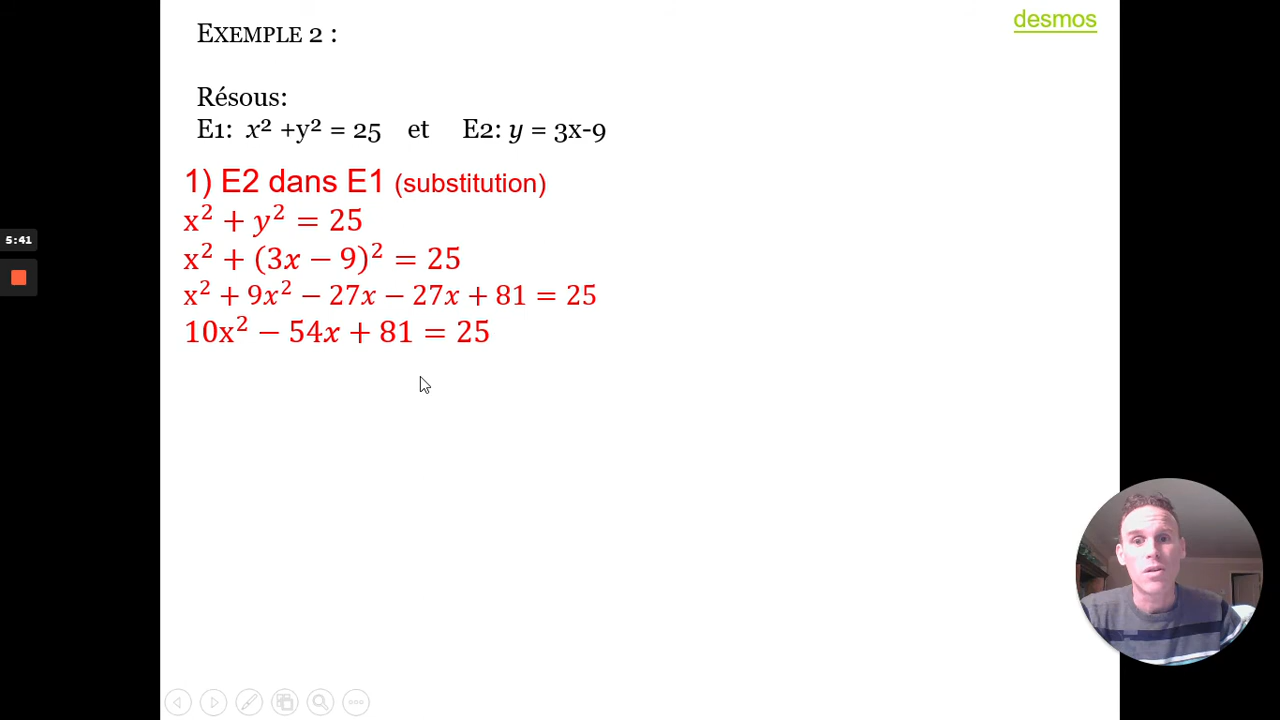 desmos
EXEMPLE 2 :
Résous:
E1: x² +y² = 25 et E2: y = 3x-9
1) E2 dans E1 (substitution)
x² + y² = 25
x² + (3x − 9)² = 25
5:41
x² + 9x² − 27x − 27x + 81 = 25
10x² − 54x + 81 = 25